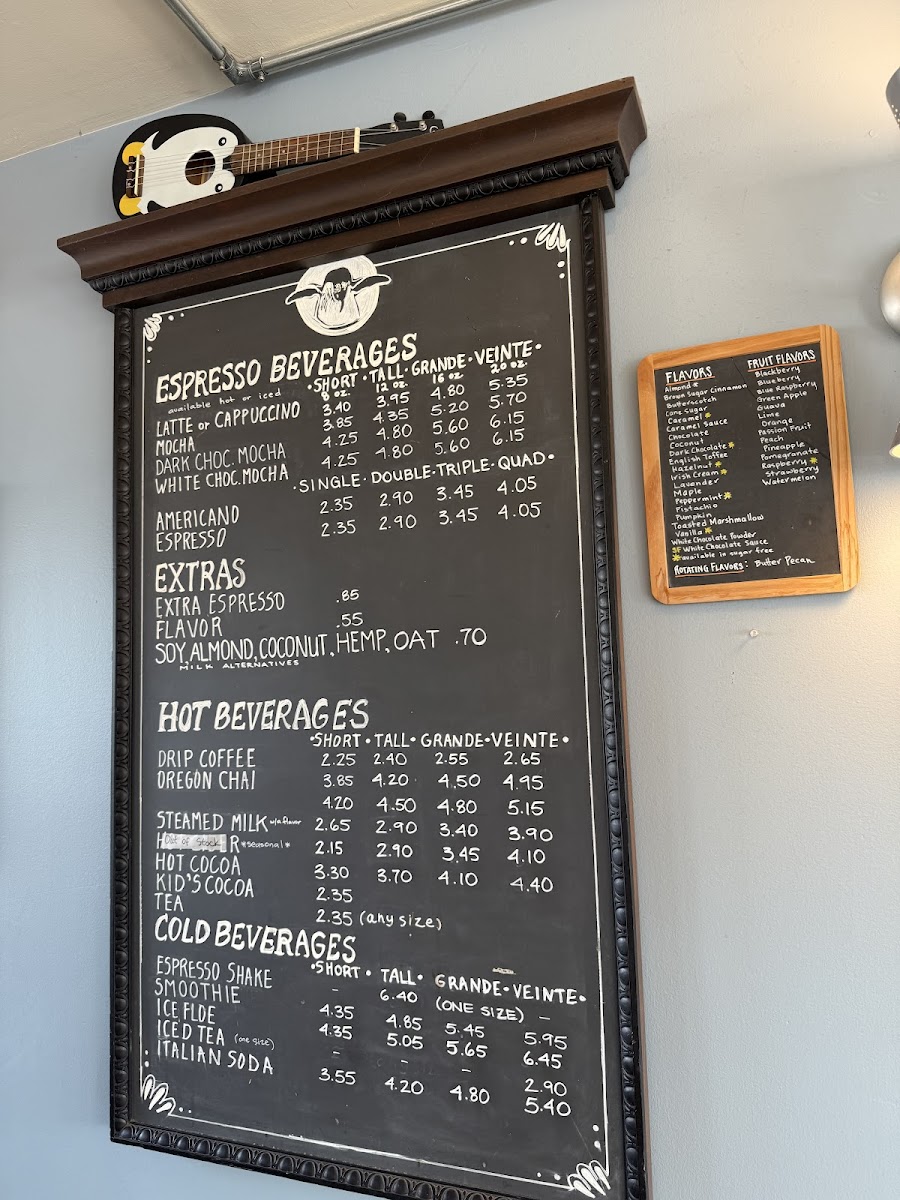 ESPRESSO BEVERAGES
available hot or iced
·SHORT· TALL· GRANDE· VEINTE·
8 oz. 12 oz. 16 oz. 20 oz.
LATTE or CAPPUCCINO 3.40 3.95 4.80 5.35
MOCHA 3.85 4.35 5.20 5.70
DARK CHOC. MOCHA 4.25 4.80 5.60 6.15
WHITE CHOC. MOCHA 4.25 4.80 5.60 6.15
·SINGLE· DOUBLE· TRIPLE· QUAD·
AMERICANO 2.35 2.90 3.45 4.05
ESPRESSO 2.35 2.90 3.45 4.05
EXTRAS
EXTRA ESPRESSO .85
FLAVOR .55
SOY, ALMOND, COCONUT, HEMP, OAT .70
MILK ALTERNATIVES
HOT BEVERAGES
·SHORT· TALL· GRANDE· VEINTE·
DRIP COFFEE 2.25 2.40 2.55 2.65
OREGON CHAI 3.85 4.20 4.50 4.95
4.20 4.50 4.80 5.15
STEAMED MILK w/a flavor 2.65 2.90 3.40 3.90
H Out of Stock R *seasonal* 2.15 2.90 3.45 4.10
HOT COCOA 3.30 3.70 4.10 4.40
KID'S COCOA 2.35
TEA 2.35 (any size)
COLD BEVERAGES
·SHORT· TALL· GRANDE· VEINTE·
ESPRESSO SHAKE – 6.40 (ONE SIZE) –
SMOOTHIE 4.35 4.85 5.45 5.95
ICE FLOE 4.35 5.05 5.65 6.45
ICED TEA (one size) – – – 2.90
ITALIAN SODA 3.55 4.20 4.80 5.40
FLAVORS
Almond *
Brown Sugar Cinnamon
Butterscotch
Cane Sugar
Caramel *
Caramel Sauce
Chocolate
Coconut
Dark Chocolate *
English Toffee
Hazelnut *
Irish Cream *
Lavender
Maple
Peppermint *
Pistachio
Pumpkin
Toasted Marshmallow
Vanilla *
White Chocolate Powder
SF White Chocolate Sauce
* available in sugar free
ROTATING FLAVORS: Butter Pecan
FRUIT FLAVORS
Blackberry
Blueberry
Blue Raspberry
Green Apple
Guava
Lime
Orange
Passion Fruit
Peach
Pineapple
Pomegranate
Raspberry *
Strawberry
Watermelon